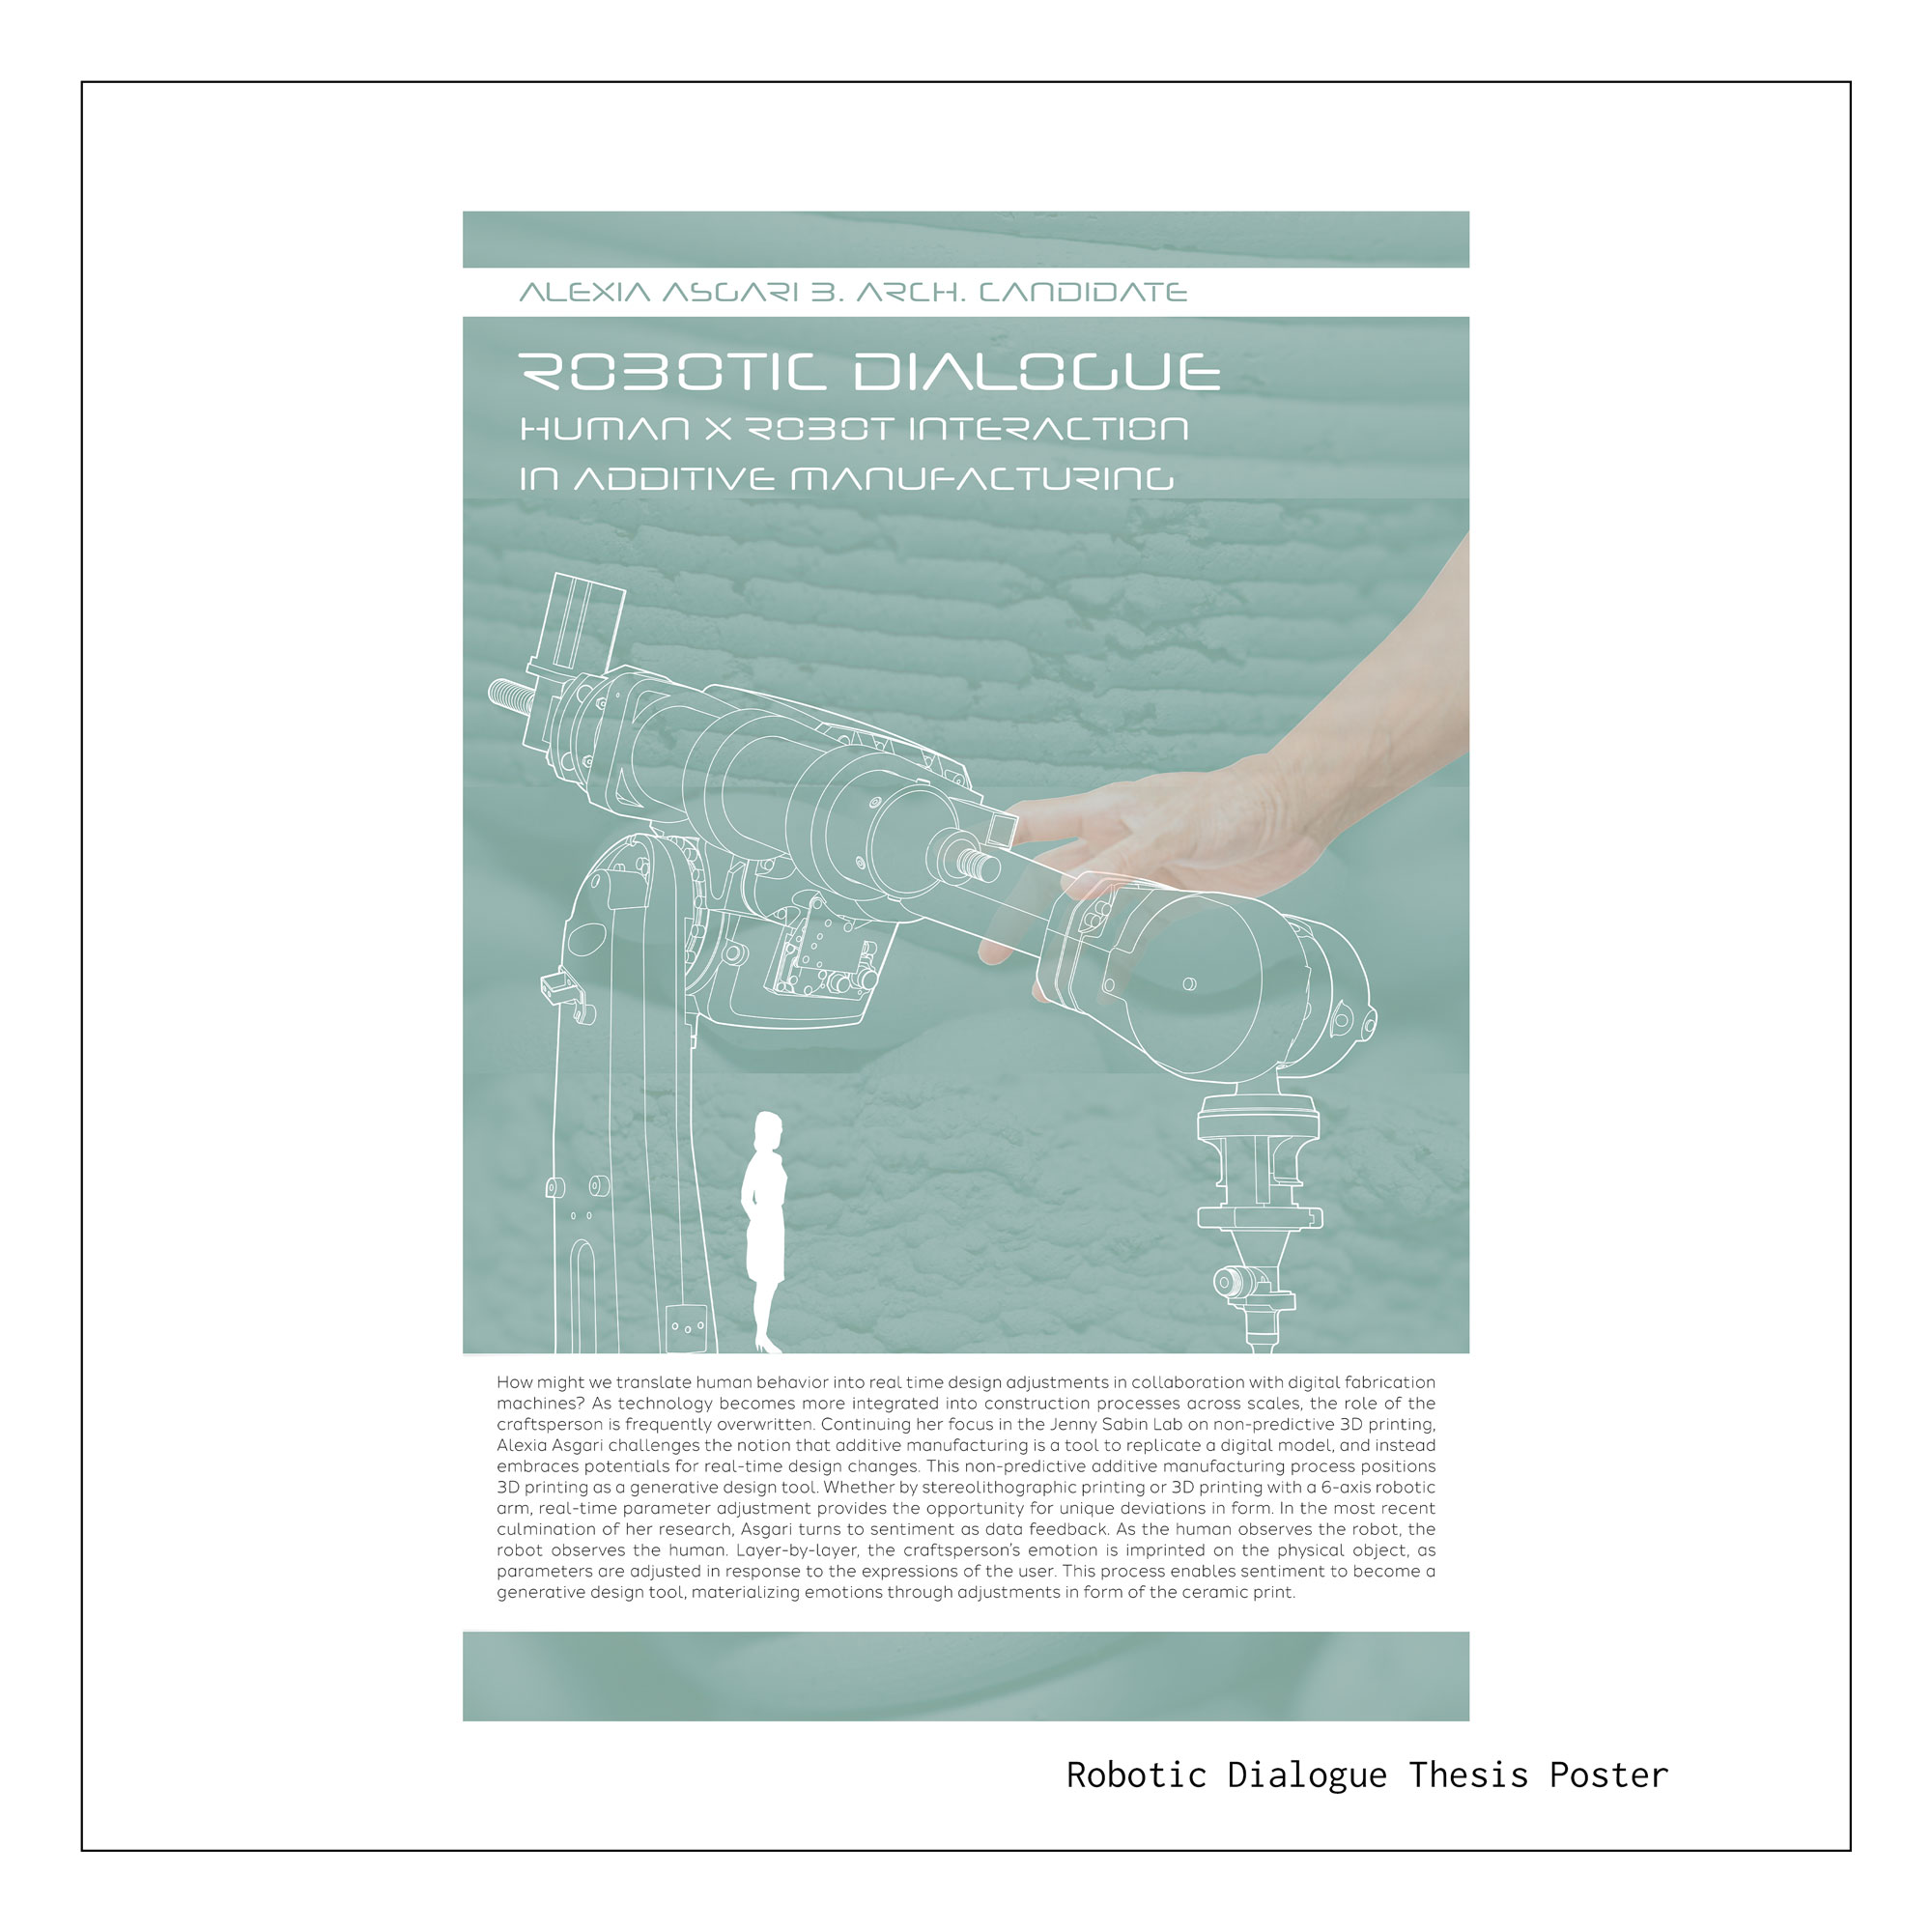 ALEXIA ASGARI B. ARCH. CANDIDATE
ROBOTIC DIALOGUE
HUMAN X ROBOT INTERACTION
IN ADDITIVE MANUFACTURING
How might we translate human behavior into real time design adjustments in collaboration with digital fabrication
machines? As technology becomes more integrated into construction processes across scales, the role of the
craftsperson is frequently overwritten. Continuing her focus in the Jenny Sabin Lab on non-predictive 3D printing,
Alexia Asgari challenges the notion that additive manufacturing is a tool to replicate a digital model, and instead
embraces potentials for real-time design changes. This non-predictive additive manufacturing process positions
3D printing as a generative design tool. Whether by stereolithographic printing or 3D printing with a 6-axis robotic
arm, real-time parameter adjustment provides the opportunity for unique deviations in form. In the most recent
culmination of her research, Asgari turns to sentiment as data feedback. As the human observes the robot, the
robot observes the human. Layer-by-layer, the craftsperson's emotion is imprinted on the physical object, as
parameters are adjusted in response to the expressions of the user. This process enables sentiment to become a
generative design tool, materializing emotions through adjustments in form of the ceramic print.
Robotic Dialogue Thesis Poster